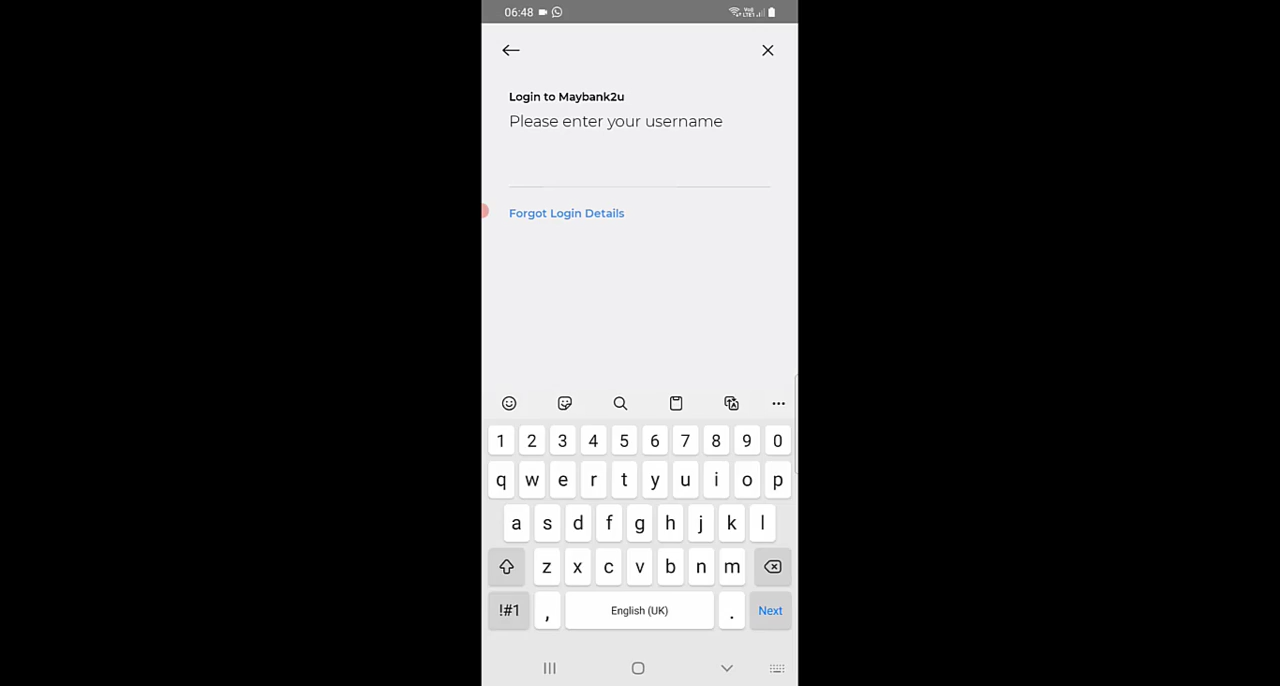 06:48
Login to Maybank2u
Please enter your username
Forgot Login Details
1 2 3 4 5 6 7 8 9 0
q w e r t y u i o p
a s d f g h j k l
z x c v b n m
!#1 , English (UK) . Next